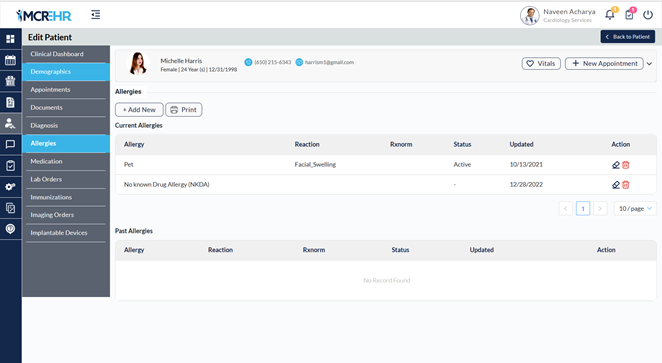 MCREHR
Naveen Acharya
Cardiology Services
Edit Patient
Back to Patient
Clinical Dashboard
Demographics
Appointments
Documents
Diagnosis
Allergies
Medication
Lab Orders
Immunizations
Imaging Orders
Implantable Devices
Michelle Harris
Female | 24 Year (s) | 12/31/1998
(650) 215-6343
harrism1@gmail.com
Vitals
+ New Appointment
Allergies
+ Add New
Print
Current Allergies
Allergy Reaction Rxnorm Status Updated Action
Pet Facial_Swelling Active 10/13/2021
No known Drug Allergy (NKDA) - 12/28/2022
< 1 > 10 / page
Past Allergies
Allergy Reaction Rxnorm Status Updated Action
No Record Found